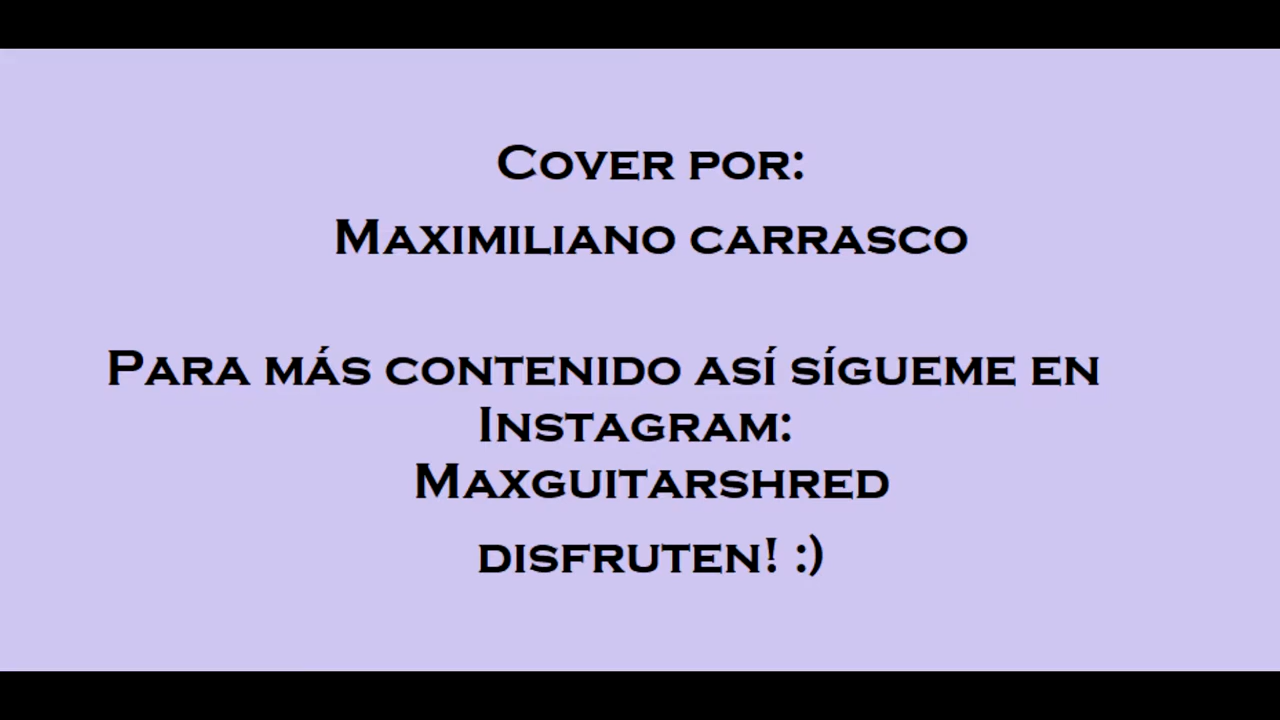 Cover por:
Maximiliano carrasco
Para más contenido así sígueme en
Instagram:
Maxguitarshred
disfruten! :)